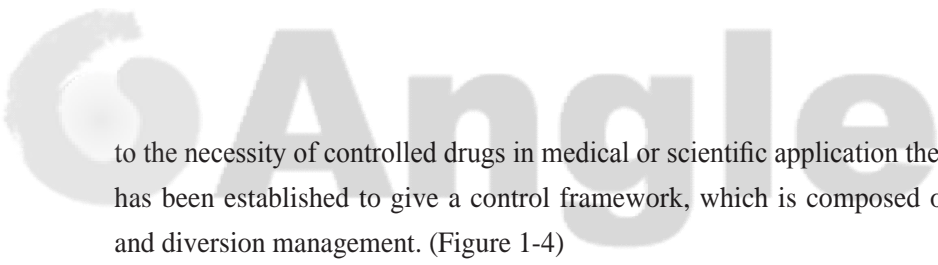 Angle
to the necessity of controlled drugs in medical or scientific application the
has been established to give a control framework, which is composed o
and diversion management. (Figure 1-4)